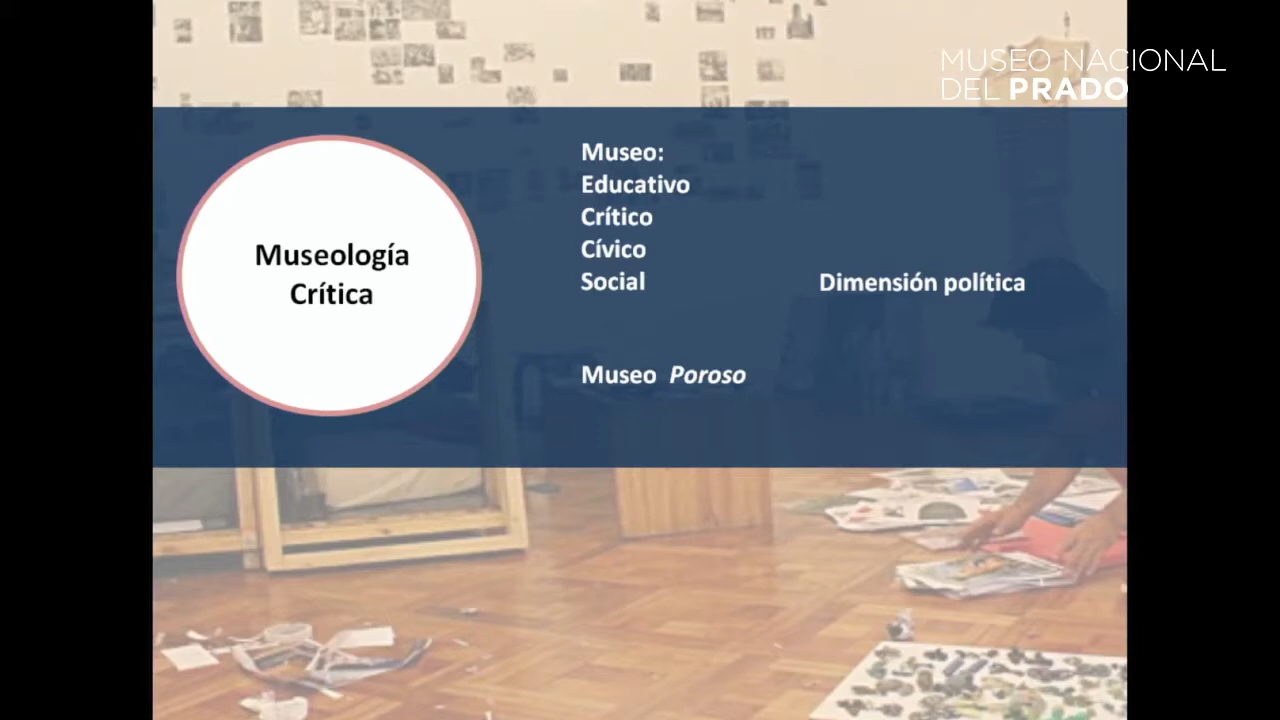 MUSEO NACIONAL
DEL PRADO
Museología
Crítica
Museo:
Educativo
Crítico
Cívico
Social
Dimensión política
Museo Poroso